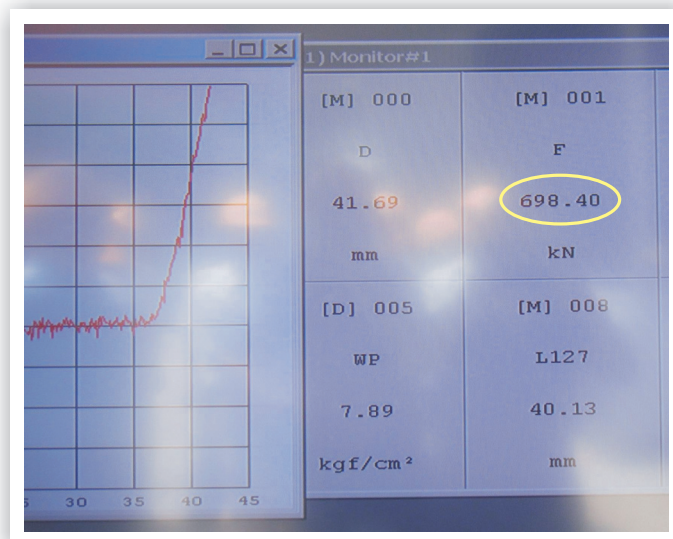 1) Monitor#1
[M] 000
D
41.69
mm
[M] 001
F
698.40
kN
[D] 005
WP
7.89
kgf/cm²
[M] 008
L127
40.13
mm
30 35 40 45